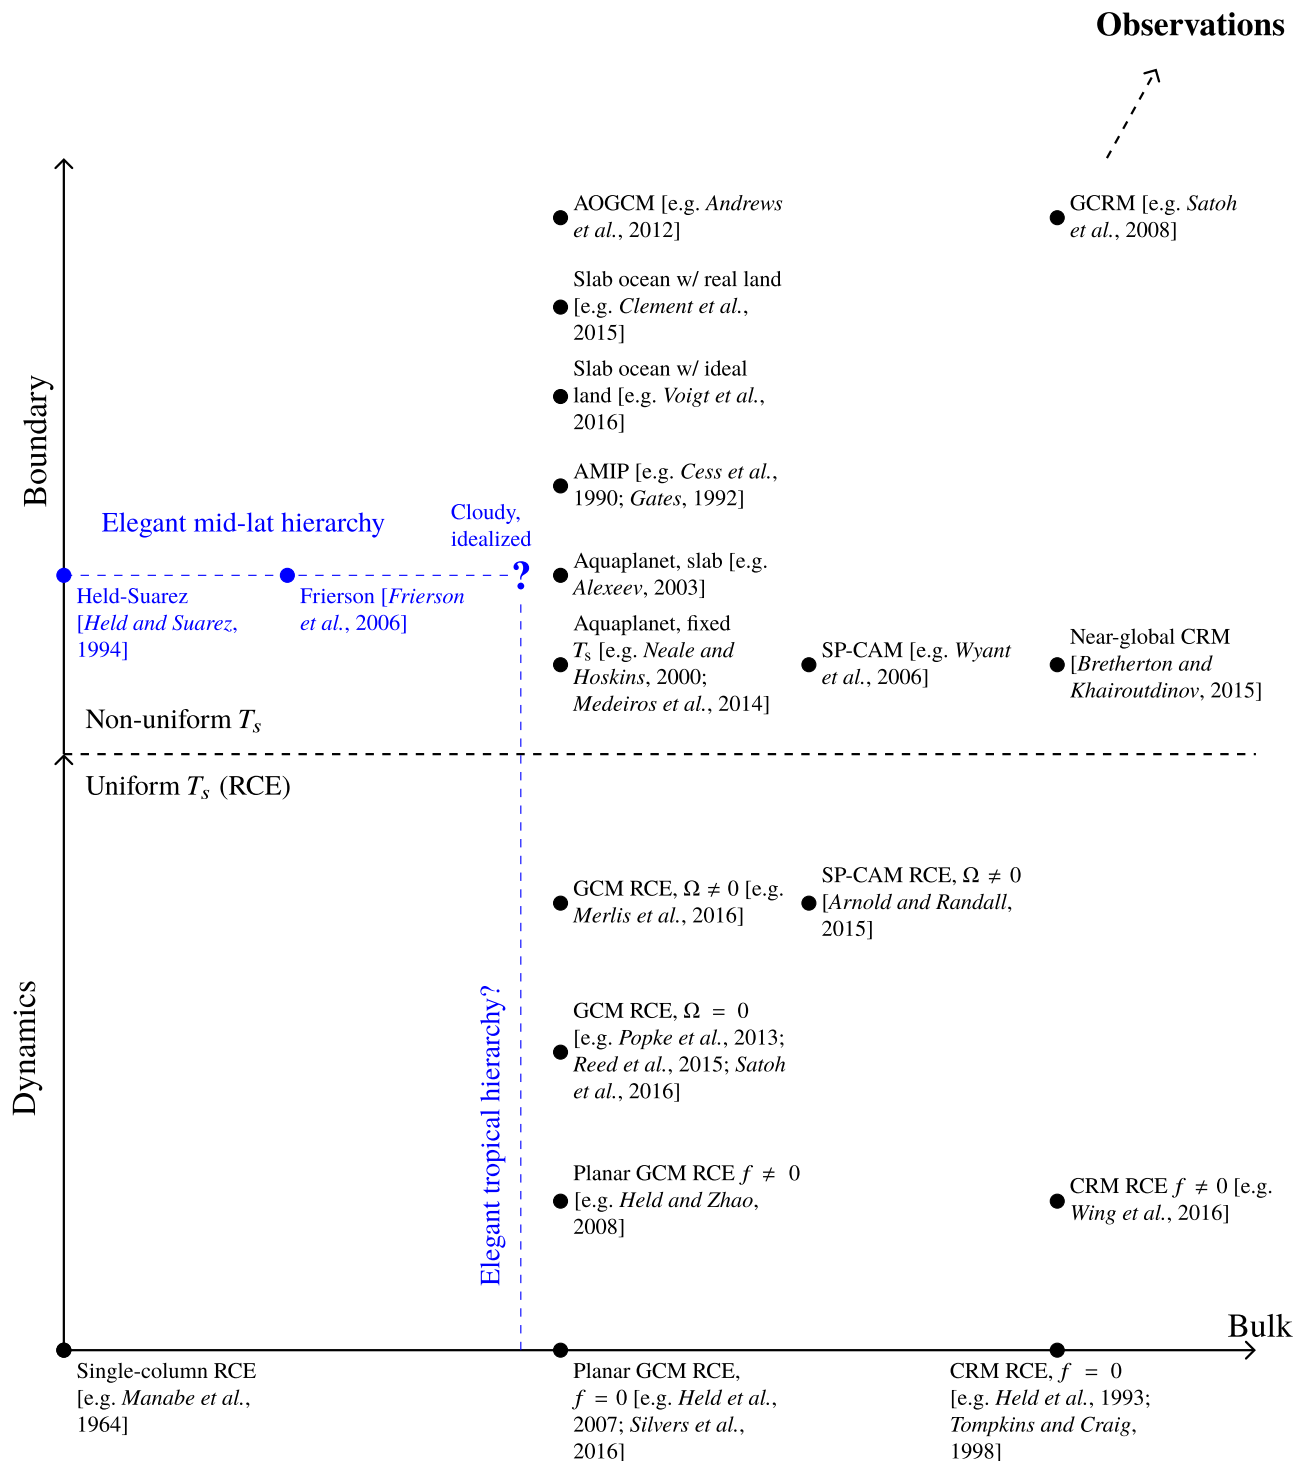 Observations
AOGCM [e.g. Andrews
et al., 2012]
GCRM [e.g. Satoh
et al., 2008]
Slab ocean w/ real land
[e.g. Clement et al.,
2015]
Slab ocean w/ ideal
land [e.g. Voigt et al.,
2016]
Boundary
AMIP [e.g. Cess et al.,
1990; Gates, 1992]
Elegant mid-lat hierarchy
Cloudy,
idealized
?
Held-Suarez
[Held and Suarez,
1994]
Frierson [Frierson
et al., 2006]
Aquaplanet, slab [e.g.
Alexeev, 2003]
Aquaplanet, fixed
Ts [e.g. Neale and
Hoskins, 2000;
Medeiros et al., 2014]
SP-CAM [e.g. Wyant
et al., 2006]
Near-global CRM
[Bretherton and
Khairoutdinov, 2015]
Non-uniform Ts
Uniform Ts (RCE)
GCM RCE, Ω ≠ 0 [e.g.
Merlis et al., 2016]
SP-CAM RCE, Ω ≠ 0
[Arnold and Randall,
2015]
Dynamics
Elegant tropical hierarchy?
GCM RCE, Ω = 0
[e.g. Popke et al., 2013;
Reed et al., 2015; Satoh
et al., 2016]
Planar GCM RCE f ≠ 0
[e.g. Held and Zhao,
2008]
CRM RCE f ≠ 0 [e.g.
Wing et al., 2016]
Bulk
Single-column RCE
[e.g. Manabe et al.,
1964]
Planar GCM RCE,
f = 0 [e.g. Held et al.,
2007; Silvers et al.,
2016]
CRM RCE, f = 0
[e.g. Held et al., 1993;
Tompkins and Craig,
1998]